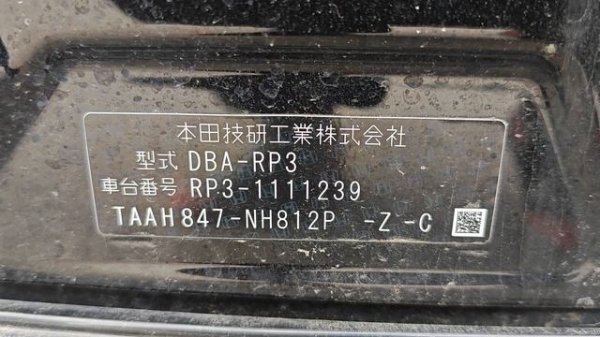 本田技研工業株式会社
型式 DBA-RP3
車台番号 RP3-1111239
TAAH847-NH812P -Z -C